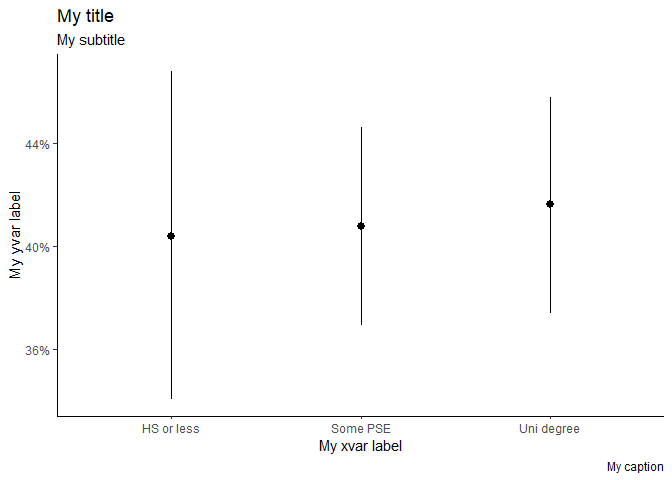 My title
My subtitle
44%
40%
36%
My yvar label
HS or less
Some PSE
Uni degree
My xvar label
My caption